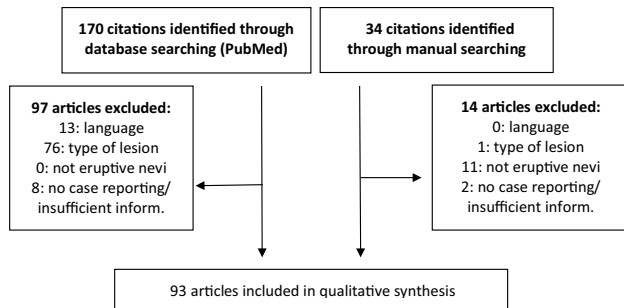 170 citations identified through
database searching (PubMed)
34 citations identified
through manual searching
97 articles excluded:
13: language
76: type of lesion
0: not eruptive nevi
8: no case reporting/
insufficient inform.
14 articles excluded:
0: language
1: type of lesion
11: not eruptive nevi
2: no case reporting/
insufficient inform.
93 articles included in qualitative synthesis